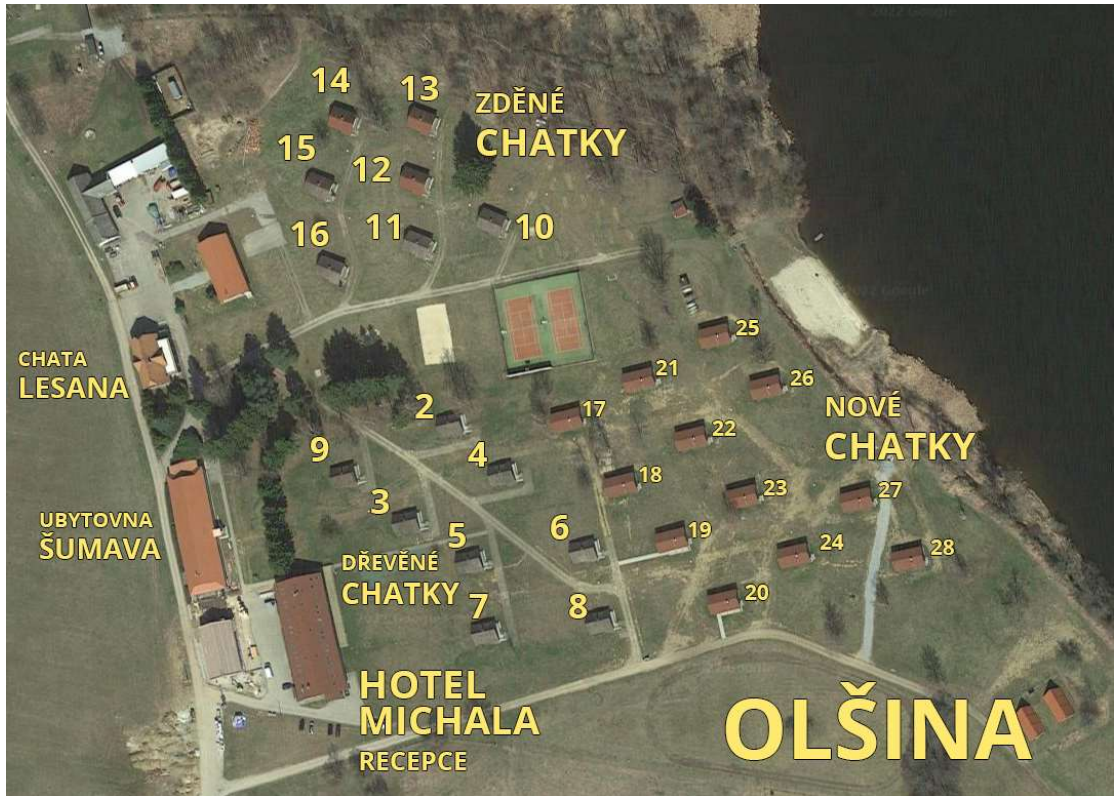 14
13
ZDĚNÉ
CHATKY
15
12
16
11
10
25
CHATA
LESANA
21
26
2
17
NOVÉ
CHATKY
22
9
4
18
23
27
3
UBYTOVNA
ŠUMAVA
5
6
19
24
28
DŘEVĚNÉ
CHATKY
7
8
20
HOTEL
MICHALA
RECEPCE
OLŠINA